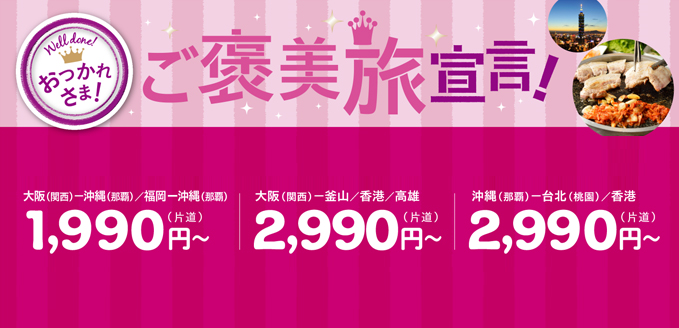 Well done!
おつかれ
さま!
ご褒美旅宣言!
大阪(関西)ー沖縄(那覇)/福岡ー沖縄(那覇)
1,990円~(片道)
大阪(関西)ー釜山/香港/高雄
2,990円~(片道)
沖縄(那覇)ー台北(桃園)/香港
2,990円~(片道)